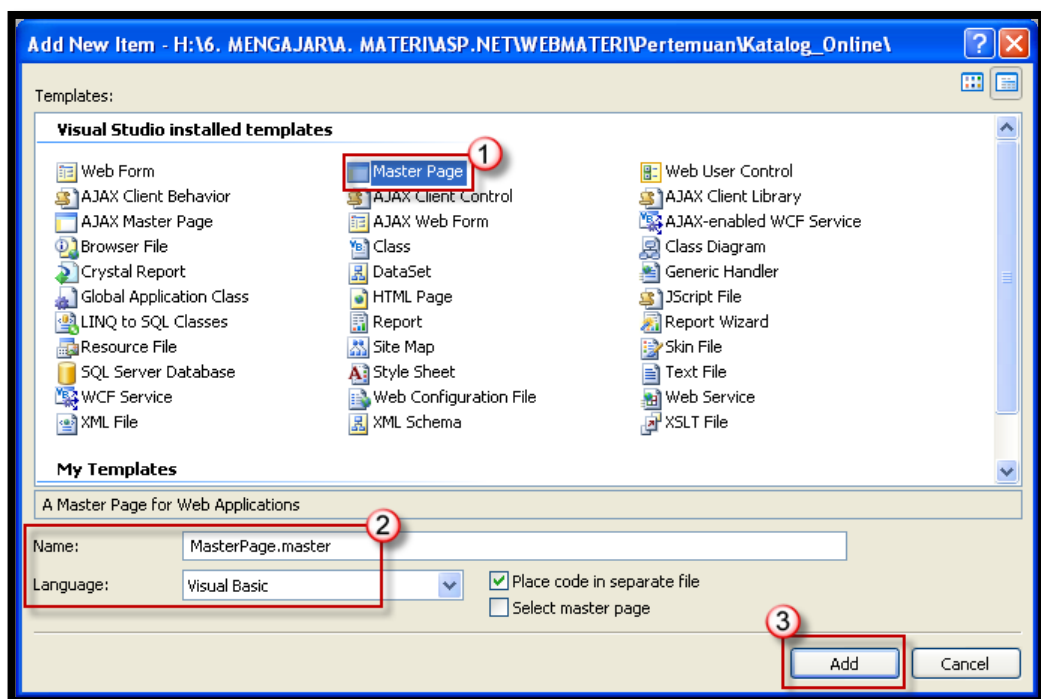 Add New Item - H:\6. MENGAJAR\A. MATERI\ASP.NET\WEBMATERI\Pertemuan\Katalog_Online\
Templates:
Visual Studio installed templates
1
Web Form Master Page Web User Control
AJAX Client Behavior AJAX Client Control AJAX Client Library
AJAX Master Page AJAX Web Form AJAX-enabled WCF Service
Browser File Class Class Diagram
Crystal Report DataSet Generic Handler
Global Application Class HTML Page JScript File
LINQ to SQL Classes Report Report Wizard
Resource File Site Map Skin File
SQL Server Database Style Sheet Text File
WCF Service Web Configuration File Web Service
XML File XML Schema XSLT File
My Templates
A Master Page for Web Applications
2
Name: MasterPage.master
Language: Visual Basic Place code in separate file
Select master page
3
Add Cancel